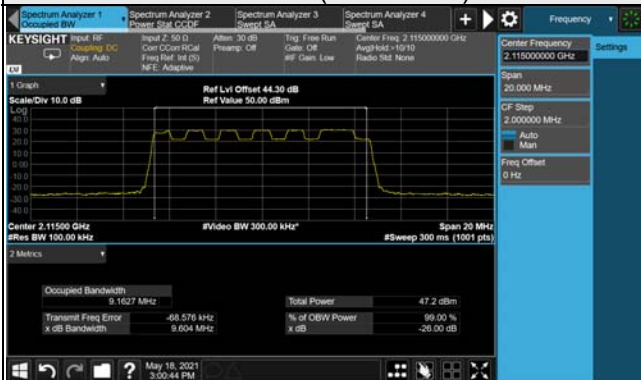 Spectrum Analyzer 1
Occupied BW
Spectrum Analyzer 2
Power Stat CCDF
Spectrum Analyzer 3
Swept SA
Spectrum Analyzer 4
Swept SA
Frequency
KEYSIGHT
Input: RF
Coupling: DC
Align: Auto
Input Z: 50 Ω
Corr CCorr RCal
Freq Ref: Int (S)
NFE: Adaptive
Atten: 30 dB
Preamp: Off
Trig: Free Run
Gate: Off
#IF Gain: Low
Center Freq: 2.115000000 GHz
Avg|Hold:>10/10
Radio Std: None
Center Frequency
2.115000000 GHz
Settings
Span
20.000 MHz
CF Step
2.000000 MHz
Auto
Man
Freq Offset
0 Hz
1 Graph
Scale/Div 10.0 dB
Ref Lvl Offset 44.30 dB
Ref Value 50.00 dBm
Log
40.0
30.0
20.0
10.0
0.00
-10.0
-20.0
-30.0
-40.0
Center 2.11500 GHz
#Res BW 100.00 kHz
#Video BW 300.00 kHz*
Span 20 MHz
#Sweep 300 ms (1001 pts)
2 Metrics
Occupied Bandwidth
9.1627 MHz
Total Power 47.2 dBm
Transmit Freq Error -68.576 kHz
% of OBW Power 99.00 %
x dB Bandwidth 9.604 MHz
x dB -26.00 dB
May 18, 2021
3:00:44 PM